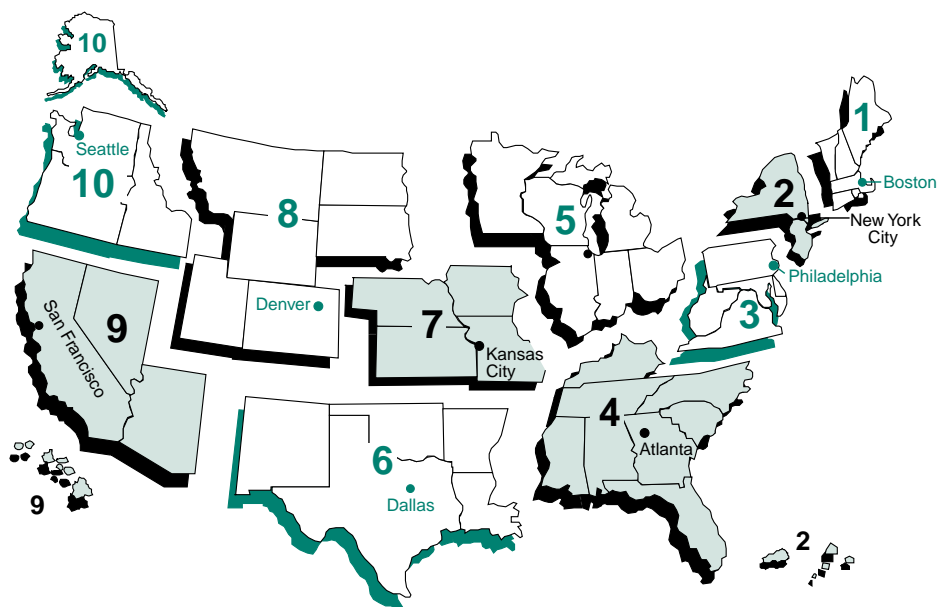 10
1
Seattle
10
Boston
2
8
5
New York
City
Philadelphia
Denver
San Francisco
9
7
3
Kansas
City
4
Atlanta
6
Dallas
9
2